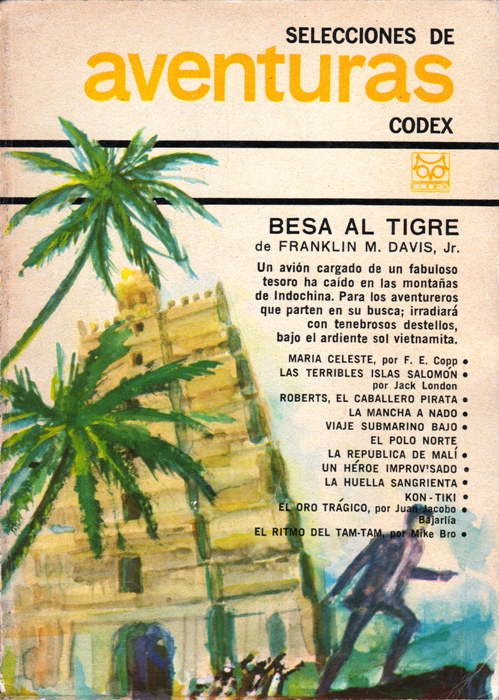 SELECCIONES DE
aventuras
CODEX
CODEX
BESA AL TIGRE
de FRANKLIN M. DAVIS, Jr.
Un avión cargado de un fabuloso
tesoro ha caído en las montañas
de Indochina. Para los aventureros
que parten en su busca; irradiará
con tenebrosos destellos,
bajo el ardiente sol vietnamita.
MARIA CELESTE, por F. E. Copp
LAS TERRIBLES ISLAS SALOMON
por Jack London
ROBERTS, EL CABALLERO PIRATA
LA MANCHA A NADO
VIAJE SUBMARINO BAJO
EL POLO NORTE
LA REPUBLICA DE MALÍ
UN HÉROE IMPROVISADO
LA HUELLA SANGRIENTA
KON-TIKI
EL ORO TRÁGICO, por Juan Jacobo
Bajarlía
EL RITMO DEL TAM-TAM, por Mike Bro